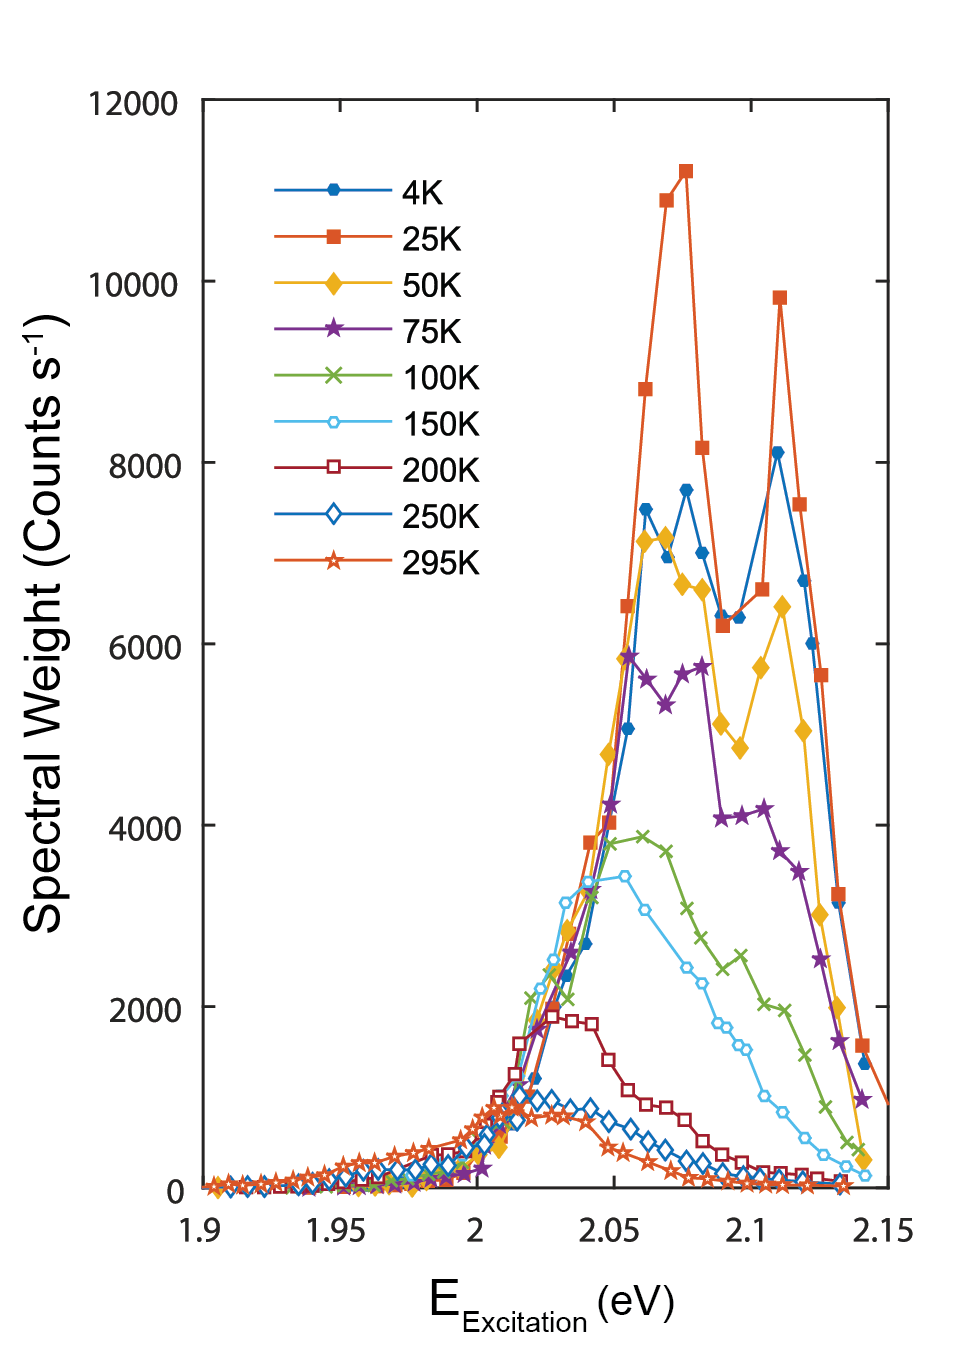 12000
10000
8000
6000
4000
2000
0
Spectral Weight (Counts s-1)
4K
25K
50K
75K
100K
150K
200K
250K
295K
1.9 1.95 2 2.05 2.1 2.15
EExcitation (eV)